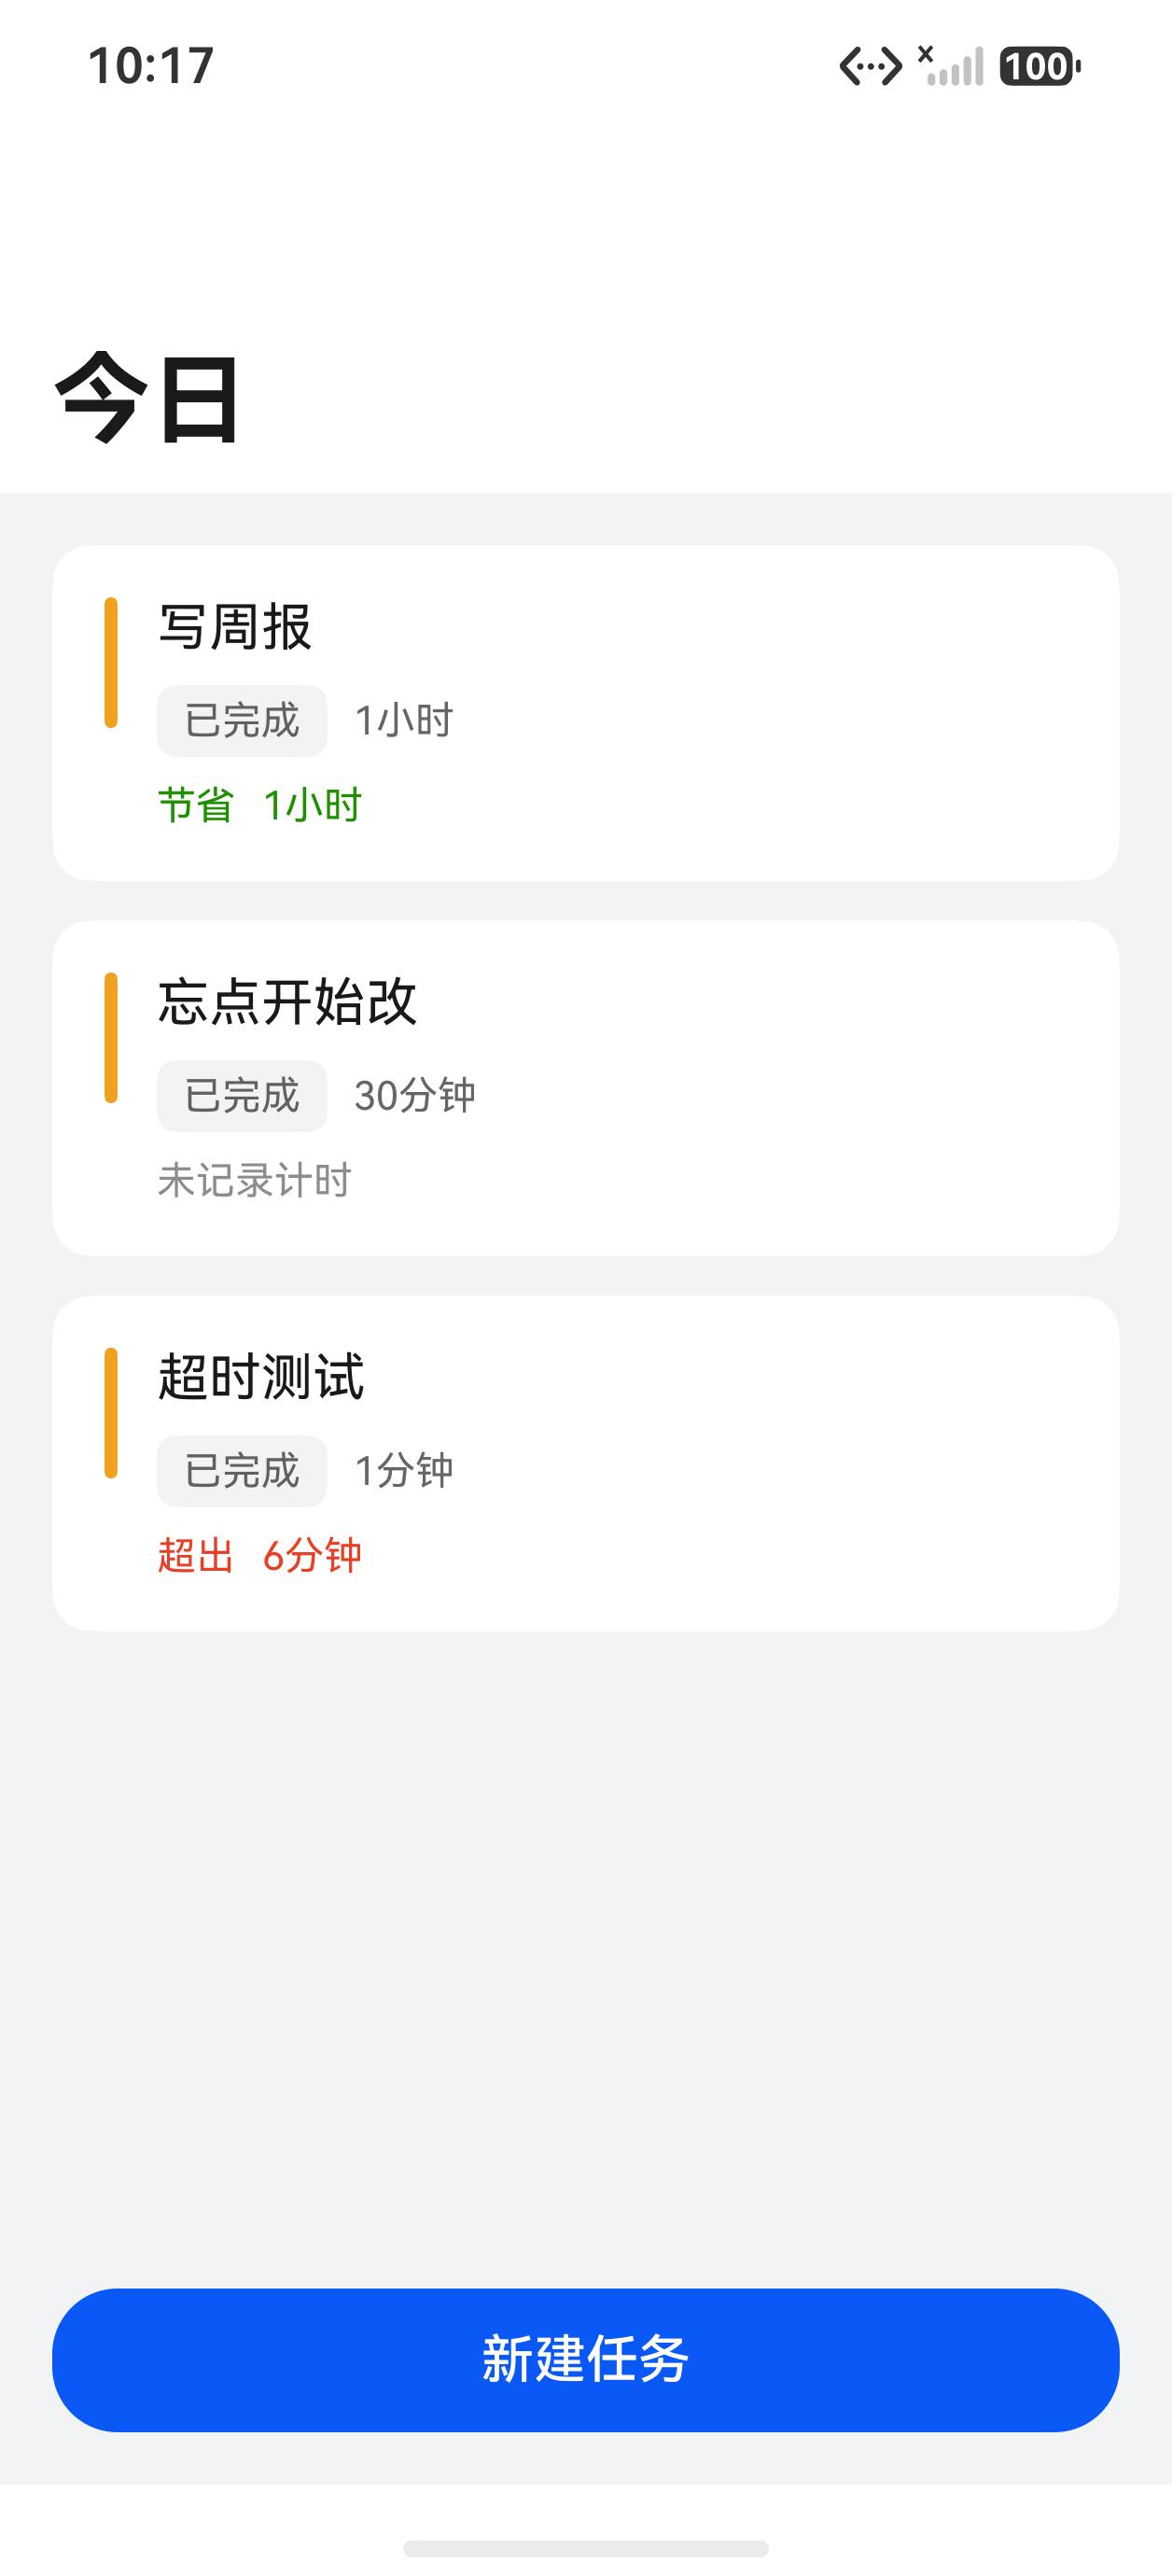 10:17
100
今日
写周报
已完成 1小时
节省 1小时
忘点开始改
已完成 30分钟
未记录计时
超时测试
已完成 1分钟
超出 6分钟
新建任务